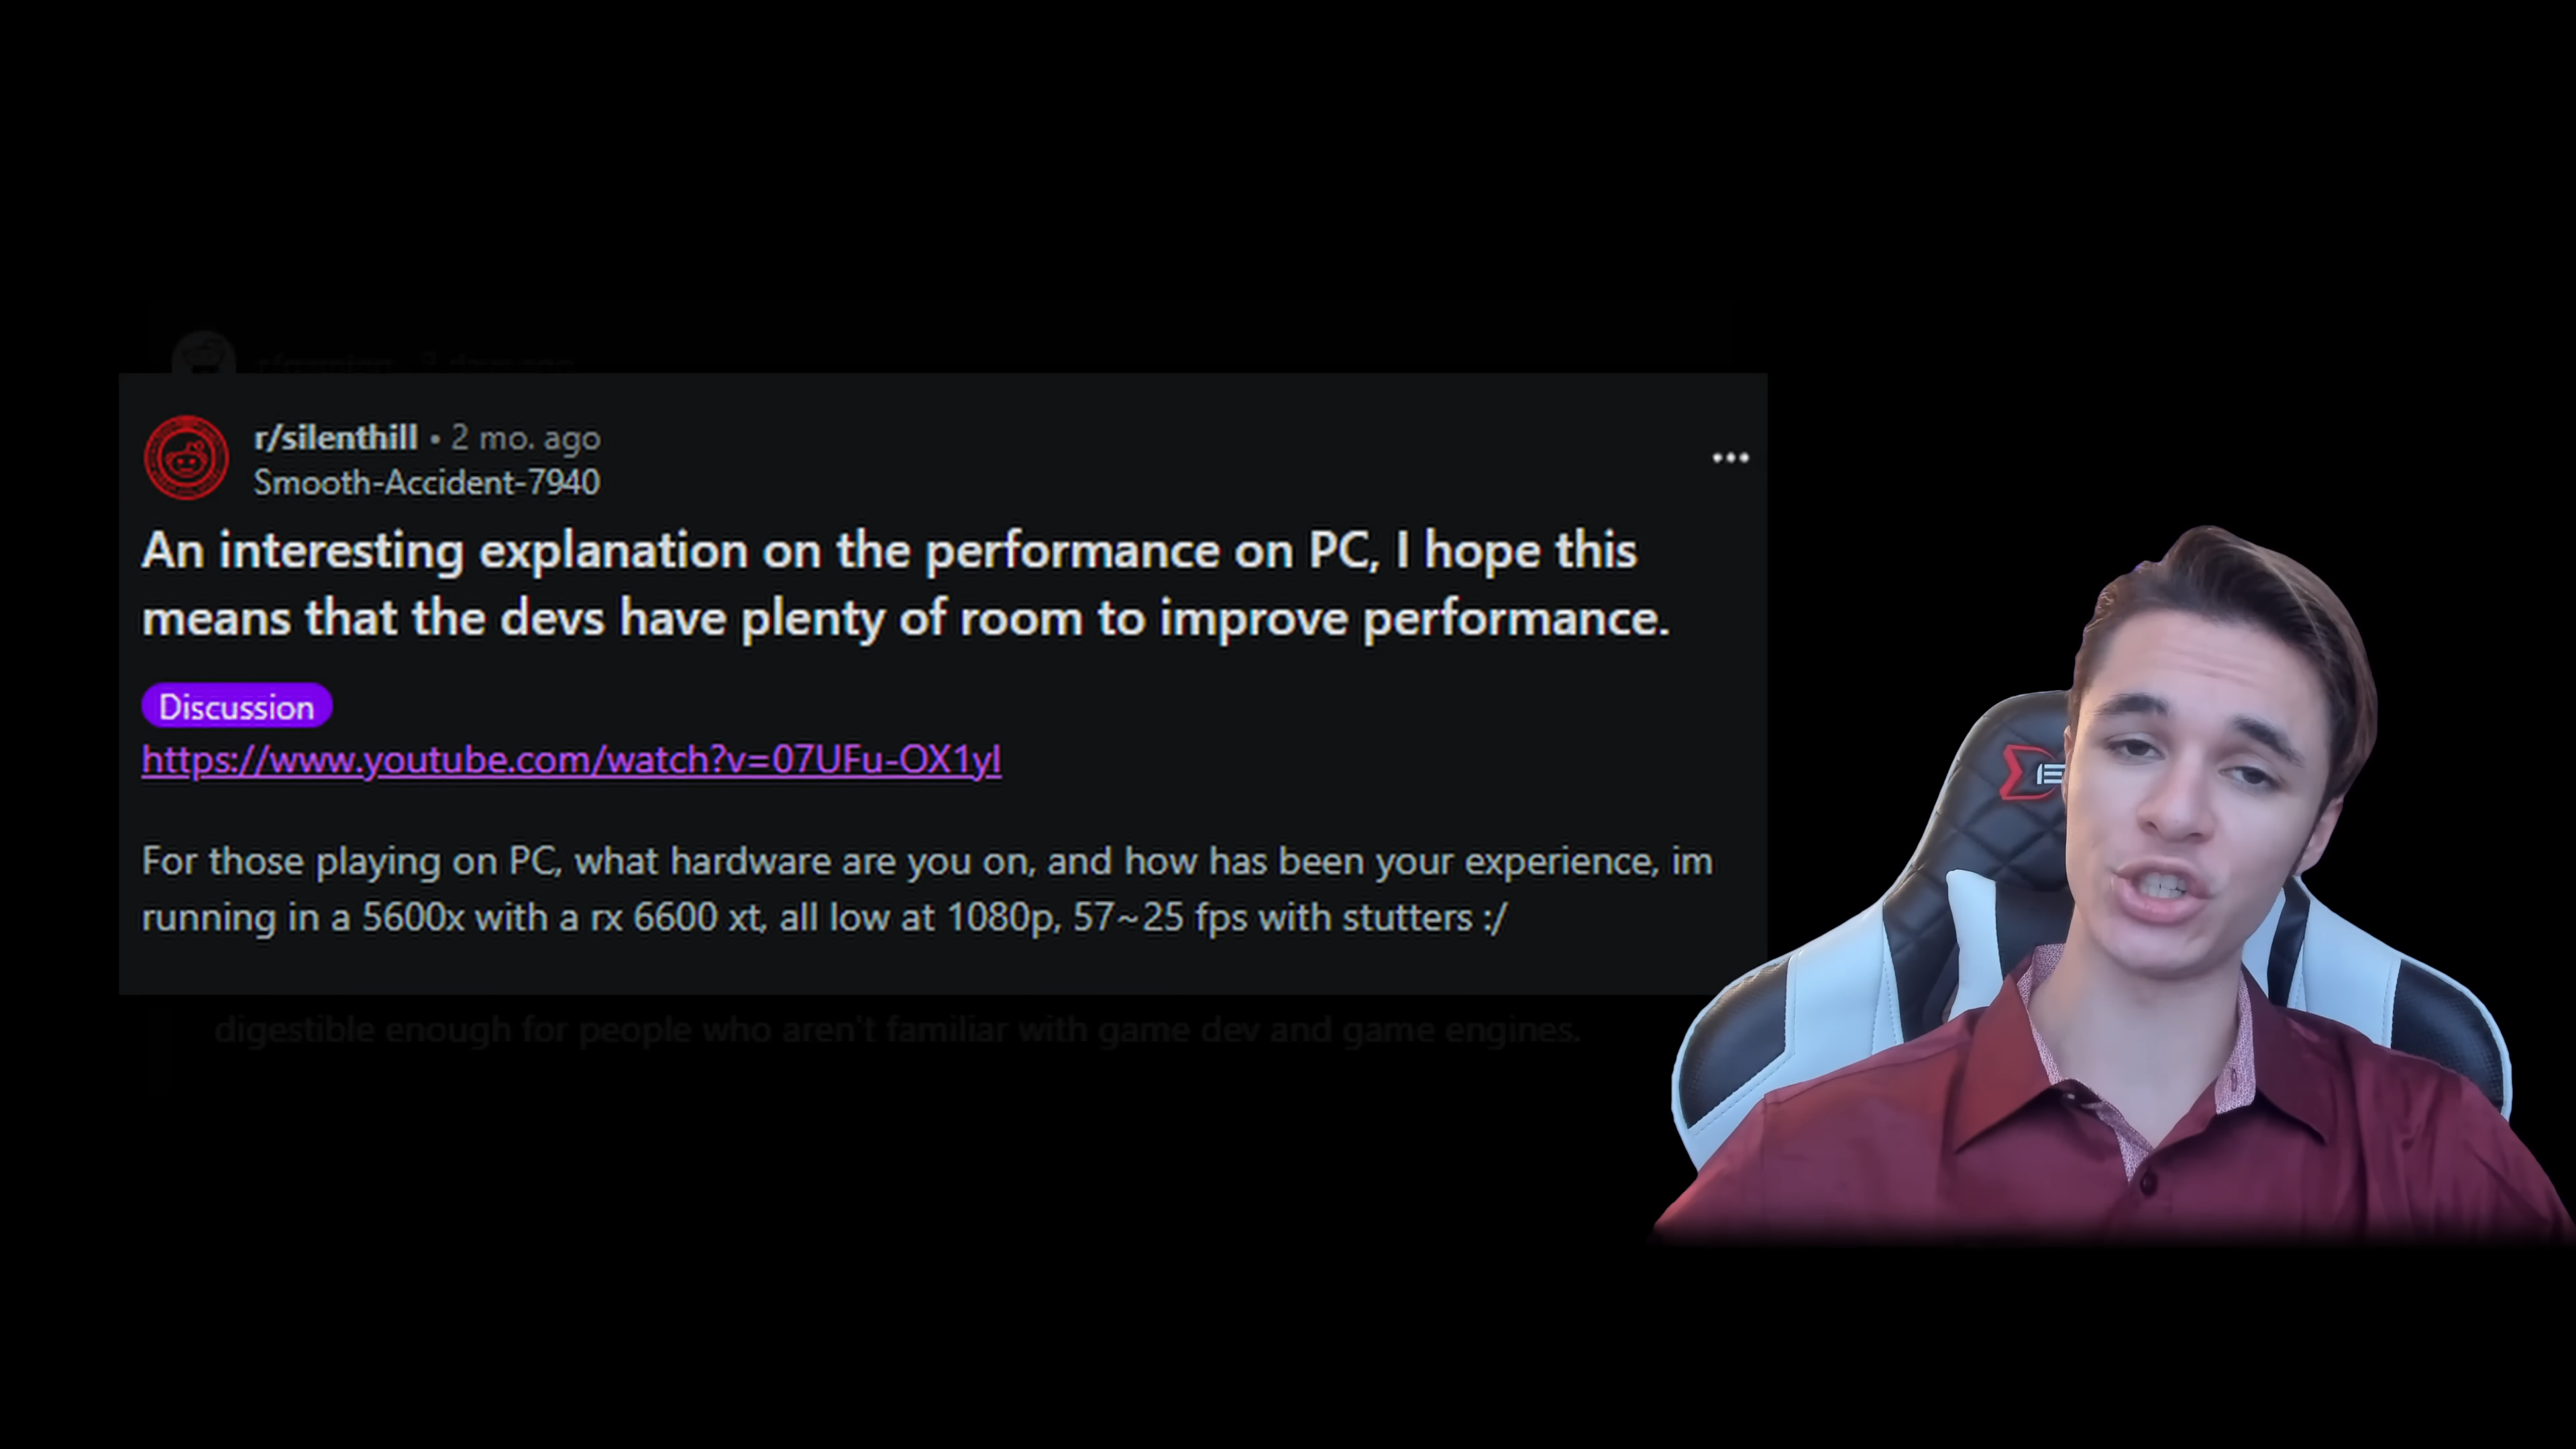 r/silenthill • 2 mo. ago
Smooth-Accident-7940
An interesting explanation on the performance on PC, I hope this
means that the devs have plenty of room to improve performance.
Discussion
https://www.youtube.com/watch?v=07UFu-OX1yI
For those playing on PC, what hardware are you on, and how has been your experience, im
running in a 5600x with a rx 6600 xt, all low at 1080p, 57~25 fps with stutters :/
digestible enough for people who aren't familiar with game dev and game engines.